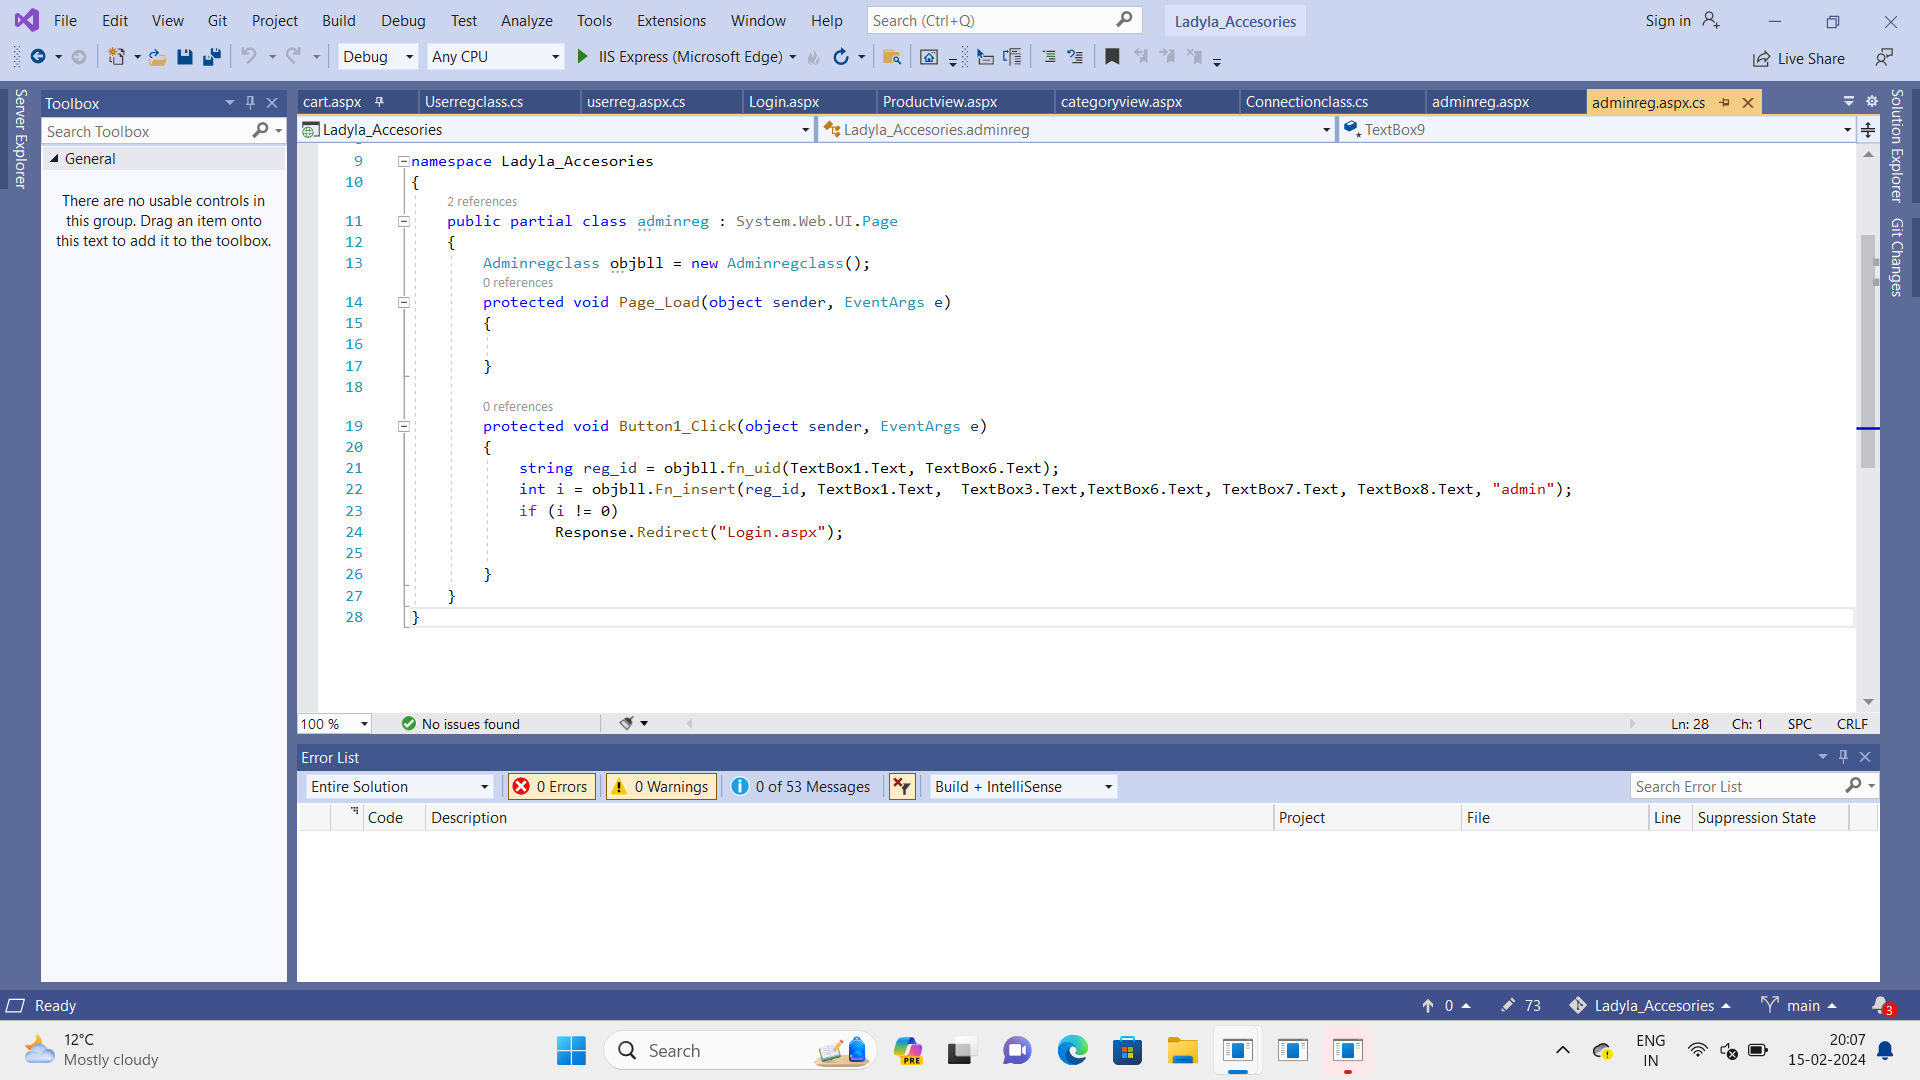 File Edit View Git Project Build Debug Test Analyze Tools Extensions Window Help Search (Ctrl+Q) Ladyla_Accesories Sign in
Debug Any CPU IIS Express (Microsoft Edge) Live Share
Server Explorer
Toolbox
Search Toolbox
General
There are no usable controls in
this group. Drag an item onto
this text to add it to the toolbox.
cart.aspx Userregclass.cs userreg.aspx.cs Login.aspx Productview.aspx categoryview.aspx Connectionclass.cs adminreg.aspx adminreg.aspx.cs
Ladyla_Accesories Ladyla_Accesories.adminreg TextBox9
9 namespace Ladyla_Accesories
10 {
2 references
11 public partial class adminreg : System.Web.UI.Page
12 {
13 Adminregclass objbll = new Adminregclass();
0 references
14 protected void Page_Load(object sender, EventArgs e)
15 {
16
17 }
18
0 references
19 protected void Button1_Click(object sender, EventArgs e)
20 {
21 string reg_id = objbll.fn_uid(TextBox1.Text, TextBox6.Text);
22 int i = objbll.Fn_insert(reg_id, TextBox1.Text,  TextBox3.Text,TextBox6.Text, TextBox7.Text, TextBox8.Text, "admin");
23 if (i != 0)
24 Response.Redirect("Login.aspx");
25
26 }
27 }
28 }
100 % No issues found Ln: 28 Ch: 1 SPC CRLF
Solution Explorer
Git Changes
Error List
Entire Solution 0 Errors 0 Warnings 0 of 53 Messages Build + IntelliSense Search Error List
Code Description Project File Line Suppression State
Ready 0 73 Ladyla_Accesories main 3
12°C
Mostly cloudy
Search
PRE
ENG
IN
20:07
15-02-2024